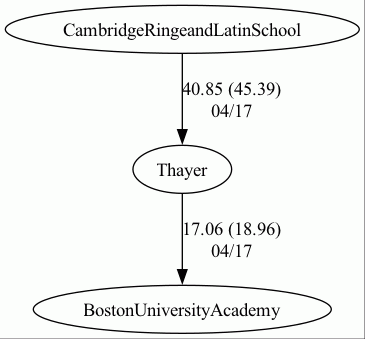 CambridgeRingeandLatinSchool
40.85 (45.39)
04/17
Thayer
17.06 (18.96)
04/17
BostonUniversityAcademy